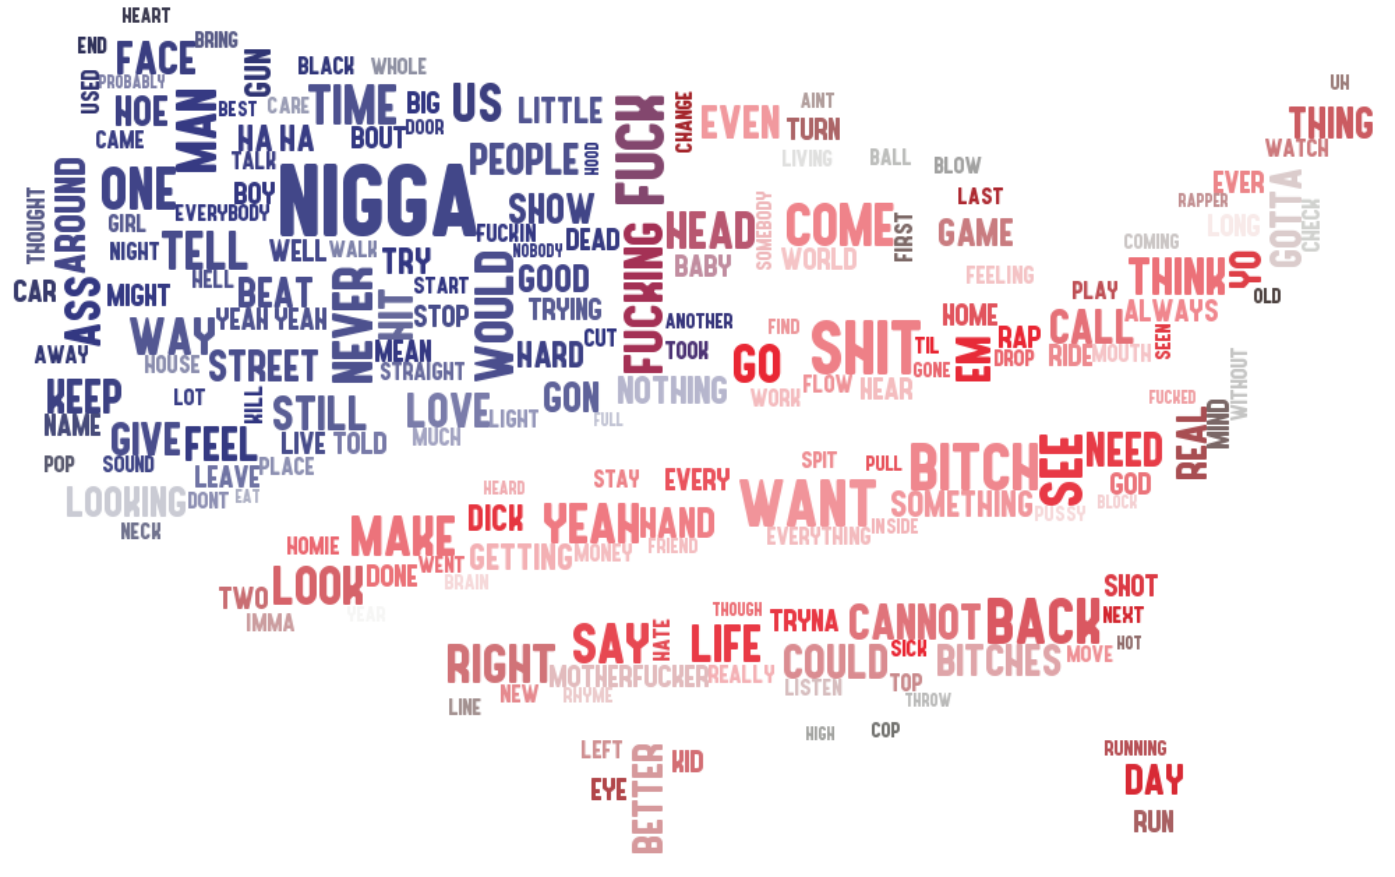 HEART
END
BRING
FACE
GUN
BLACK
WHOLE
USED
PROBABLY
UH
HOE
MAN
BEST
CARE
TIME
BIG
US
LITTLE
FUCK
CHANGE
EVEN
AINT
TURN
THING
CAME
HA HA
BOUT
DOOR
TALK
PEOPLE
HOOD
LIVING
BALL
BLOW
WATCH
AROUND
ONE
BOY
NIGGA
SHOW
SOMEBODY
COME
LAST
EVER
RAPPER
GOTTA
THOUGHT
GIRL
EVERYBODY
FUCKIN
HEAD
FIRST
GAME
LONG
CHECK
NIGHT
TELL
WELL
WALK
NOBODY
DEAD
FUCKING
COMING
HELL
TRY
BABY
WORLD
FEELING
THINK
YO
CAR
ASS
MIGHT
BEAT
NEVER
HIT
START
WOULD
GOOD
PLAY
OLD
WAY
YEAH YEAH
STOP
TRYING
ANOTHER
FIND
SHIT
HOME
CALL
ALWAYS
AWAY
HOUSE
STREET
MEAN
STRAIGHT
HARD
CUT
TOOK
GO
TIL
GONE
EM
RAP
DROP
RIDE
MOUTH
SEEN
WITHOUT
KEEP
LOT
KILL
STILL
LOVE
LIGHT
GON
NOTHING
FULL
WORK
FLOW
HEAR
FUCKED
NAME
GIVE
FEEL
LIVE
TOLD
MUCH
REAL
MIND
POP
SOUND
LEAVE
PLACE
SPIT
PULL
BITCH
SEE
NEED
LOOKING
DONT
EAT
HEARD
STAY
EVERY
WANT
SOMETHING
PUSSY
GOD
BLOCK
NECK
HOMIE
MAKE
DICK
YEAH
HAND
EVERYTHING
INSIDE
WENT
GETTING
MONEY
FRIEND
TWO
LOOK
DONE
BRAIN
SHOT
IMMA
YEAR
THOUGH
TRYNA
CANNOT
BACK
NEXT
SAY
HATE
LIFE
SICK
HOT
RIGHT
MOTHERFUCKER
REALLY
COULD
BITCHES
MOVE
LINE
NEW
RHYME
LISTEN
TOP
THROW
HIGH
COP
LEFT
BETTER
KID
RUNNING
EYE
DAY
RUN